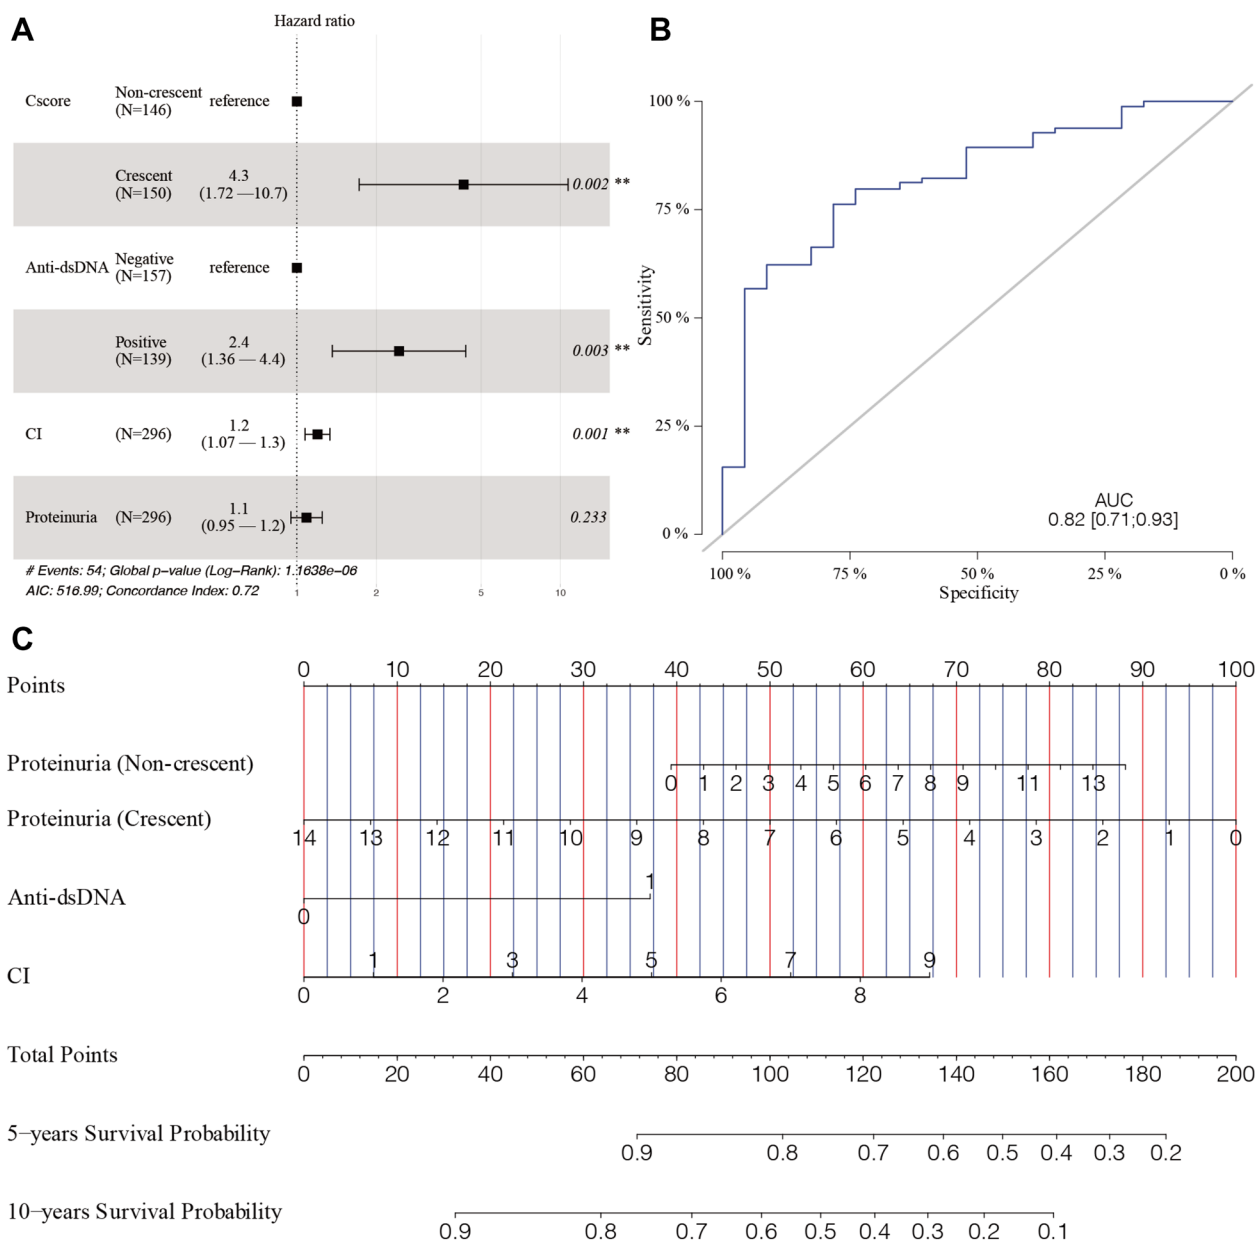 A
Hazard ratio
Cscore Non-crescent (N=146) reference
Crescent (N=150) 4.3 (1.72 —10.7) 0.002 **
Anti-dsDNA Negative (N=157) reference
Positive (N=139) 2.4 (1.36 — 4.4) 0.003 **
CI (N=296) 1.2 (1.07 — 1.3) 0.001 **
Proteinuria (N=296) 1.1 (0.95 — 1.2) 0.233
# Events: 54; Global p−value (Log−Rank): 1.1638e−06
AIC: 516.99; Concordance Index: 0.72
1 2 5 10
B
100 %
75 %
50 %
25 %
0 %
Sensitivity
AUC
0.82 [0.71;0.93]
100 % 75 % 50 % 25 % 0 %
Specificity
C
0 10 20 30 40 50 60 70 80 90 100
Points
Proteinuria (Non-crescent)
0 1 2 3 4 5 6 7 8 9 11 13
Proteinuria (Crescent)
14 13 12 11 10 9 8 7 6 5 4 3 2 1 0
1
Anti-dsDNA
0
1 3 5 7 9
CI
0 2 4 6 8
Total Points
0 20 40 60 80 100 120 140 160 180 200
5−years Survival Probability
0.9 0.8 0.7 0.6 0.5 0.4 0.3 0.2
10−years Survival Probability
0.9 0.8 0.7 0.6 0.5 0.4 0.3 0.2 0.1